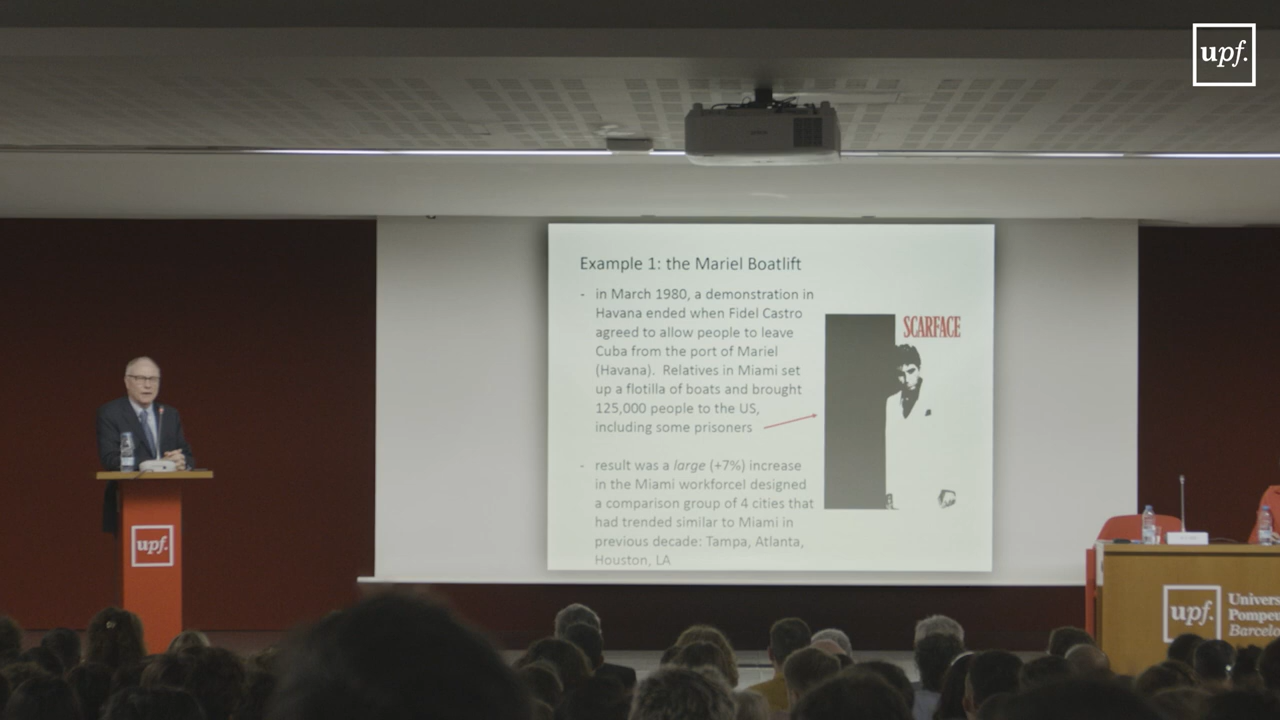 upf.
Example 1: the Mariel Boatlift
- in March 1980, a demonstration in
Havana ended when Fidel Castro
agreed to allow people to leave
Cuba from the port of Mariel
(Havana). Relatives in Miami set
up a flotilla of boats and brought
125,000 people to the US,
including some prisoners
- result was a large (+7%) increase
in the Miami workforceI designed
a comparison group of 4 cities that
had trended similar to Miami in
previous decade: Tampa, Atlanta,
Houston, LA
SCARFACE
upf.
upf.
Univers
Pompeu
Barcelo